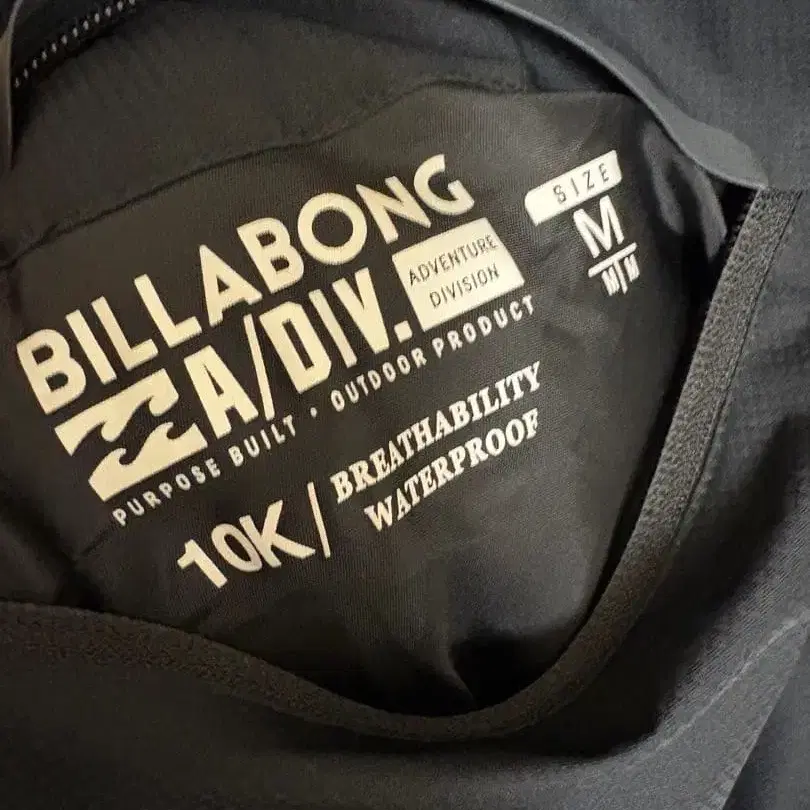 BILLABONG
A/DIV. ADVENTURE DIVISION
PURPOSE BUILT · OUTDOOR PRODUCT
10K/ BREATHABILITY
WATERPROOF
SIZE
M
M/M